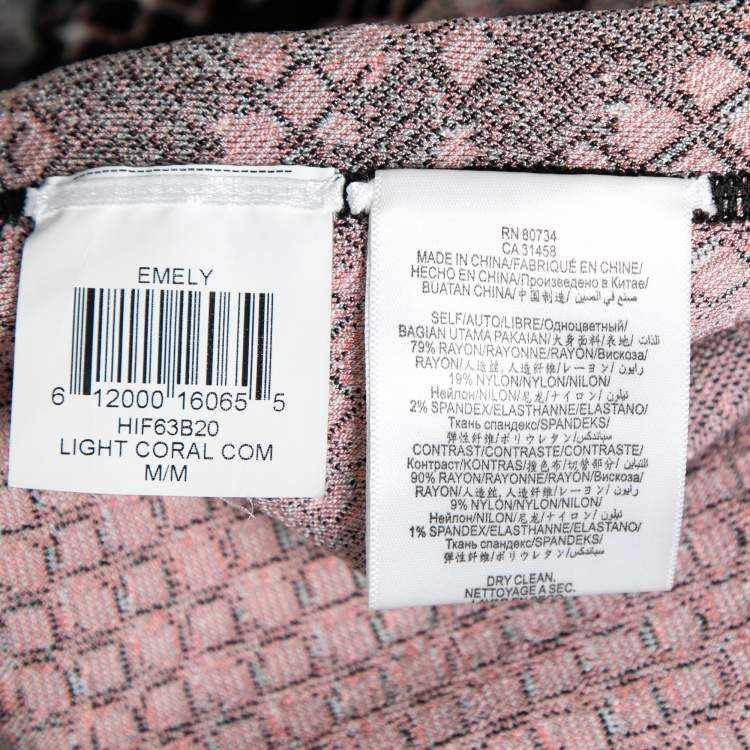 EMELY
6 12000 16065 5
HIF63B20
LIGHT CORAL COM
M/M
RN 80734
CA 31458
MADE IN CHINA/FABRIQUÉ EN CHINE/
HECHO EN CHINA/Произведено в Китае/
BUATAN CHINA/中国制造/ صنع في الصين
SELF/AUTO/LIBRE/Одноцветный/
BAGIAN UTAMA PAKAIAN/大身面料/表地/ للذات
79% RAYON/RAYONNE/RAYON/Вискоза/
RAYON/人造丝, 人造纤维/レーヨン/ رايون
19% NYLON/NYLON/NILON/
Нейлон/NILON/尼龙/ナイロン/ نيلون
2% SPANDEX/ELASTHANNE/ELASTANO/
Ткань спандекс/SPANDEKS/
弹性纤维/ポリウレタン/ سباندكس
CONTRAST/CONTRASTE/CONTRASTE/
Контраст/KONTRAS/撞色布/切替部分/ التباين
90% RAYON/RAYONNE/RAYON/Вискоза/
RAYON/人造丝, 人造纤维/レーヨン/ رايون
9% NYLON/NYLON/NILON/
Нейлон/NILON/尼龙/ナイロン/ نيلون
1% SPANDEX/ELASTHANNE/ELASTANO/
Ткань спандекс/SPANDEKS/
弹性纤维/ポリウレタン/ سباندكس
DRY CLEAN.
NETTOYAGE A SEC.